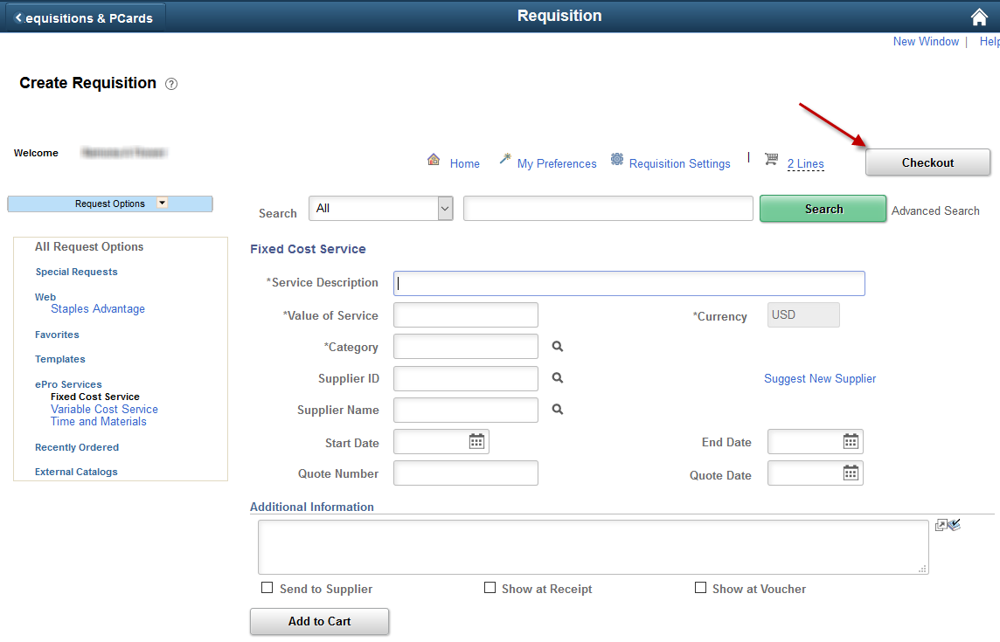 equisitions & PCards
Requisition
New Window | Help
Create Requisition ?
Welcome
Home My Preferences Requisition Settings | 2 Lines Checkout
Request Options
Search All Search Advanced Search
All Request Options
Special Requests
Web
Staples Advantage
Favorites
Templates
ePro Services
Fixed Cost Service
Variable Cost Service
Time and Materials
Recently Ordered
External Catalogs
Fixed Cost Service
*Service Description
*Value of Service *Currency USD
*Category
Supplier ID Suggest New Supplier
Supplier Name
Start Date End Date
Quote Number Quote Date
Additional Information
Send to Supplier Show at Receipt Show at Voucher
Add to Cart